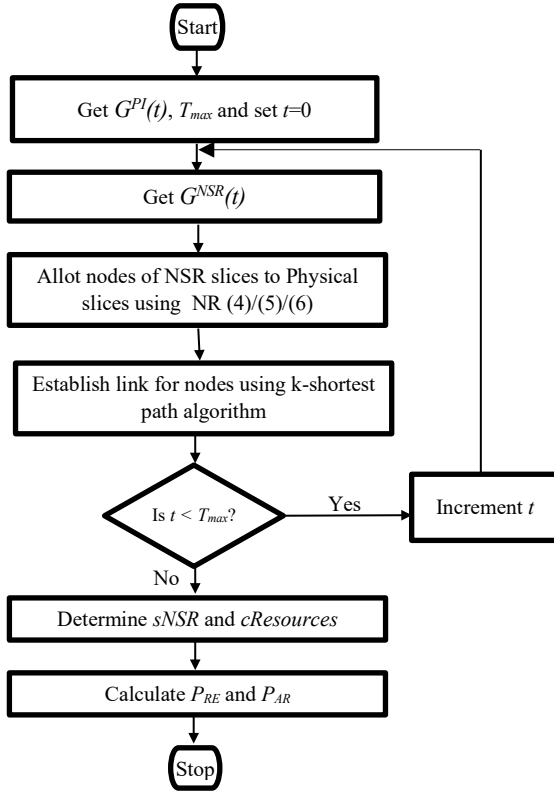 Start
Get G^PI(t), T_max and set t=0
Get G^NSR(t)
Allot nodes of NSR slices to Physical
slices using NR (4)/(5)/(6)
Establish link for nodes using k-shortest
path algorithm
Is t < T_max?
Yes
Increment t
No
Determine sNSR and cResources
Calculate P_RE and P_AR
Stop